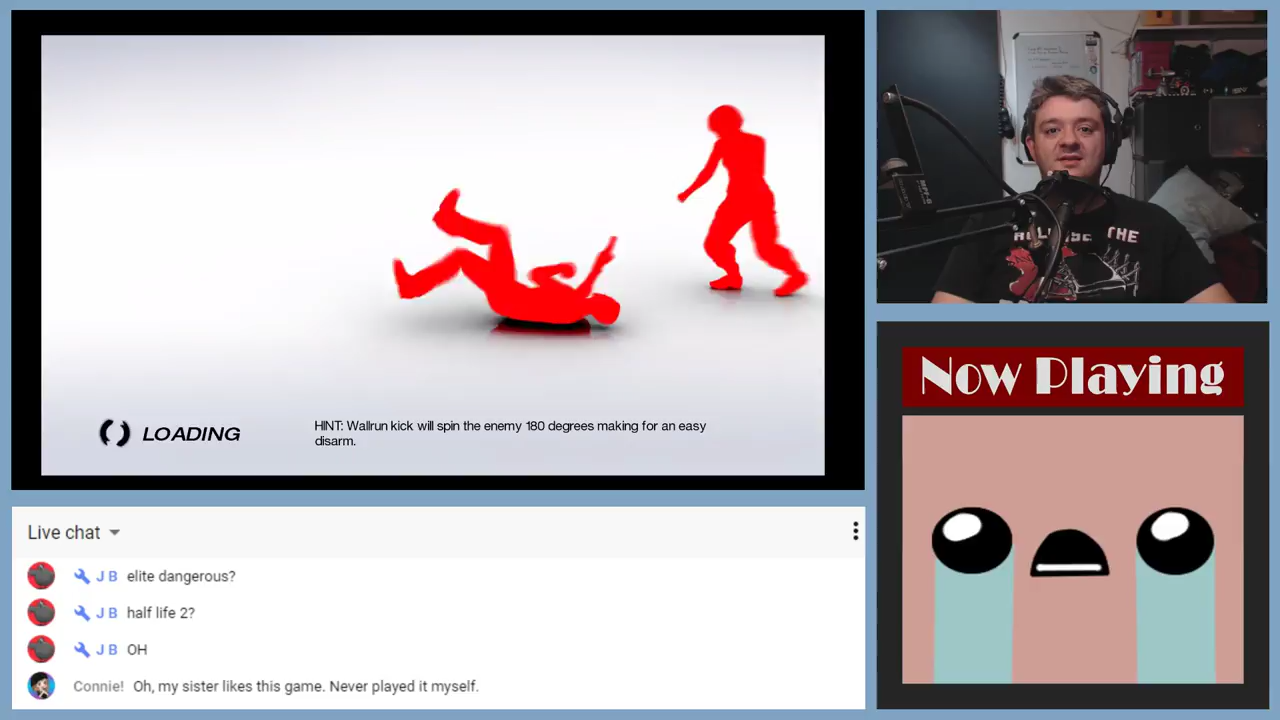 LOADING
HINT: Wallrun kick will spin the enemy 180 degrees making for an easy
disarm.
THE
Now Playing
Live chat
J B elite dangerous?
J B half life 2?
J B OH
Connie! Oh, my sister likes this game. Never played it myself.